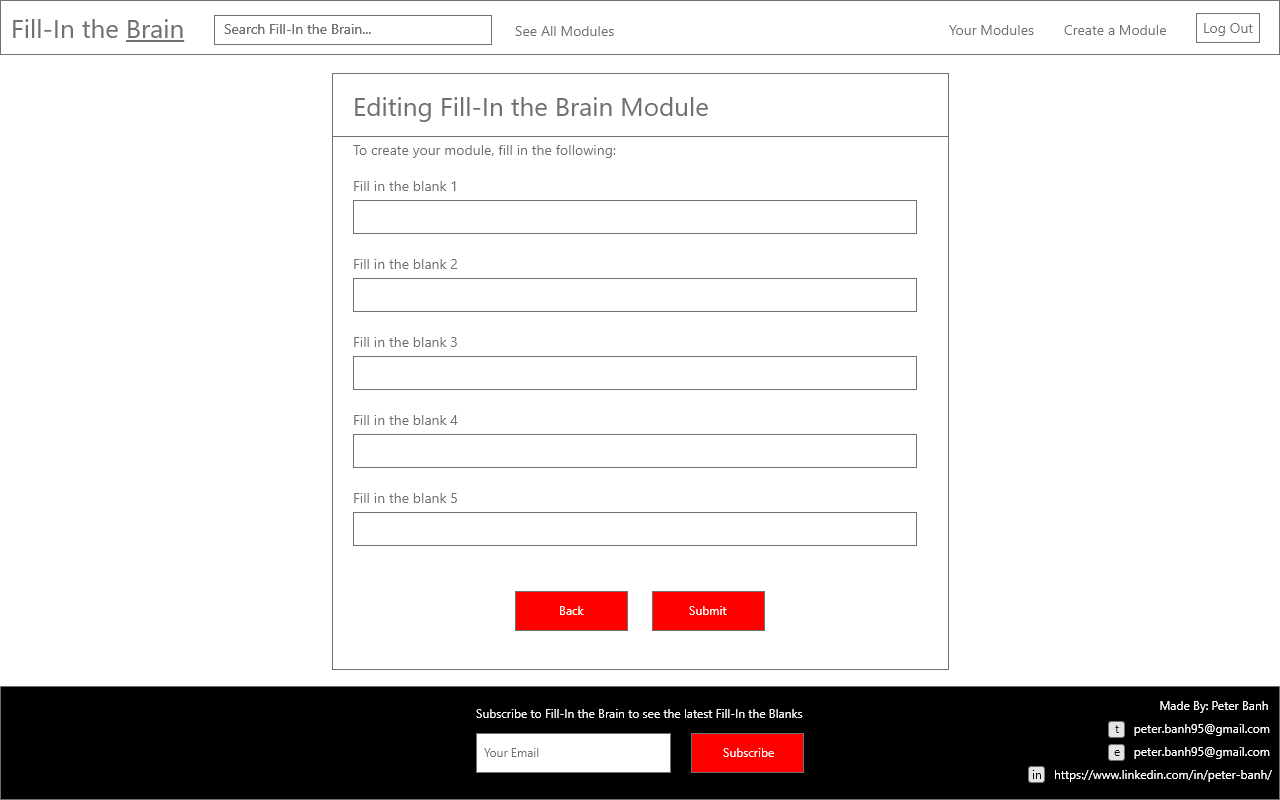 Fill-In the Brain
Search Fill-In the Brain...
See All Modules
Your Modules
Create a Module
Log Out
Editing Fill-In the Brain Module
To create your module, fill in the following:
Fill in the blank 1
Fill in the blank 2
Fill in the blank 3
Fill in the blank 4
Fill in the blank 5
Back
Submit
Subscribe to Fill-In the Brain to see the latest Fill-In the Blanks
Your Email
Subscribe
Made By: Peter Banh
t peter.banh95@gmail.com
e peter.banh95@gmail.com
in https://www.linkedin.com/in/peter-banh/